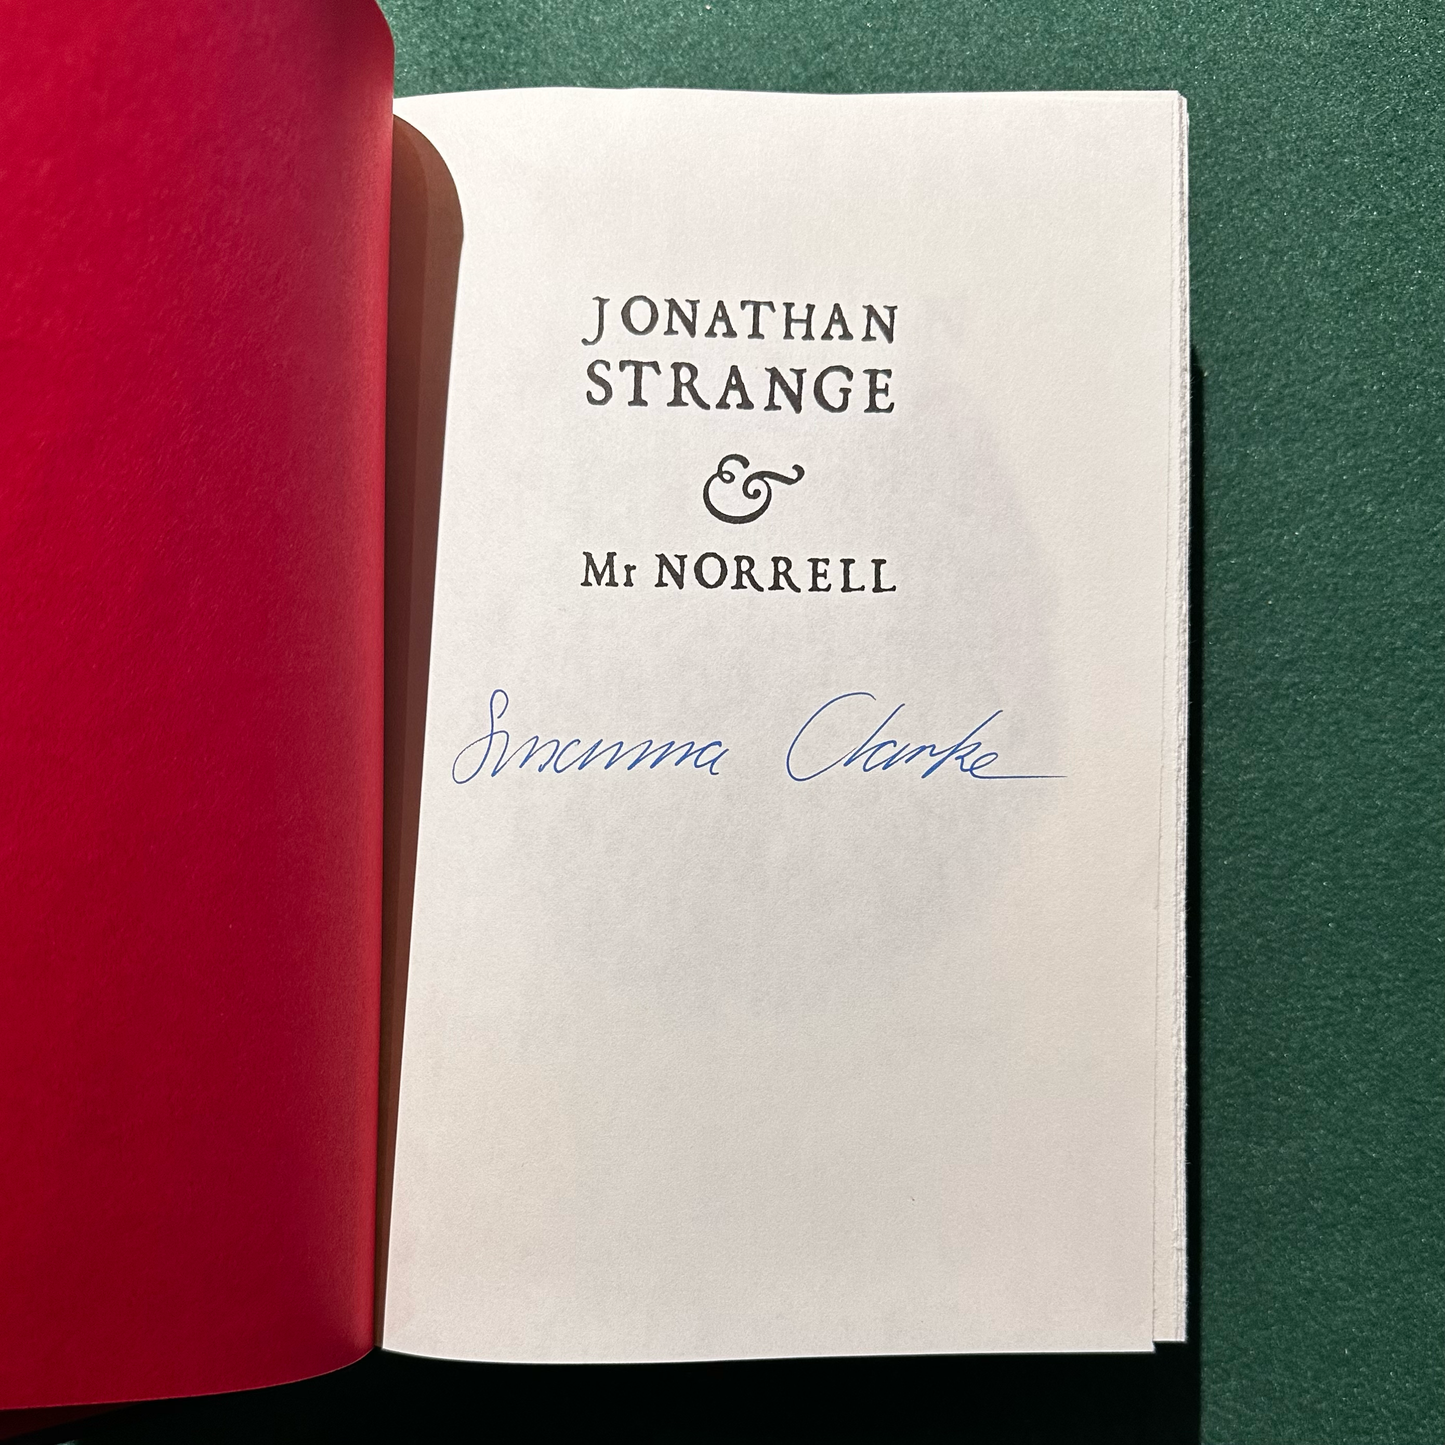 JONATHAN
STRANGE
&
Mr NORRELL
Susanna Clarke